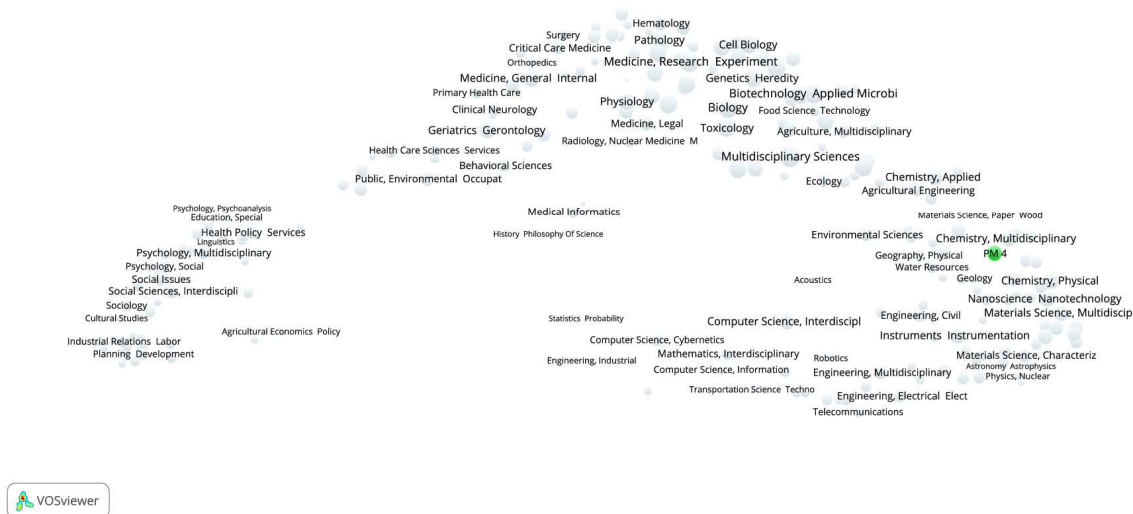 Hematology
Surgery
Pathology
Cell Biology
Critical Care Medicine
Orthopedics
Medicine, Research Experiment
Medicine, General Internal
Genetics Heredity
Primary Health Care
Biotechnology Applied Microbi
Physiology
Clinical Neurology
Biology
Food Science Technology
Medicine, Legal
Geriatrics Gerontology
Toxicology
Agriculture, Multidisciplinary
Radiology, Nuclear Medicine M
Health Care Sciences Services
Multidisciplinary Sciences
Behavioral Sciences
Public, Environmental Occupat
Ecology
Chemistry, Applied
Agricultural Engineering
Psychology, Psychoanalysis
Education, Special
Medical Informatics
Materials Science, Paper Wood
Health Policy Services
History Philosophy Of Science
Environmental Sciences
Chemistry, Multidisciplinary
Linguistics
Psychology, Multidisciplinary
Geography, Physical
PM 4
Psychology, Social
Water Resources
Social Issues
Acoustics
Geology
Chemistry, Physical
Social Sciences, Interdiscipli
Nanoscience Nanotechnology
Sociology
Cultural Studies
Statistics Probability
Computer Science, Interdiscipl
Engineering, Civil
Materials Science, Multidiscip
Agricultural Economics Policy
Industrial Relations Labor
Computer Science, Cybernetics
Instruments Instrumentation
Planning Development
Engineering, Industrial
Mathematics, Interdisciplinary
Robotics
Materials Science, Characteriz
Computer Science, Information
Engineering, Multidisciplinary
Astronomy Astrophysics
Physics, Nuclear
Transportation Science Techno
Engineering, Electrical Elect
Telecommunications
VOSviewer